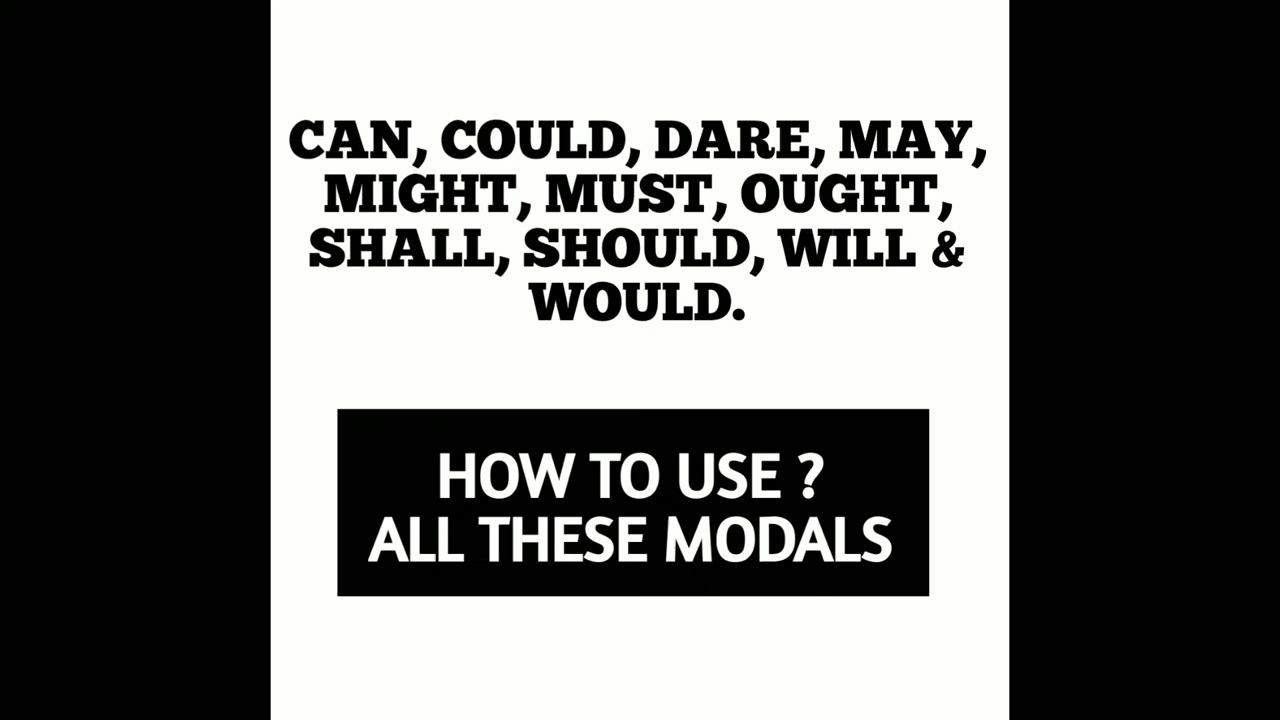 CAN, COULD, DARE, MAY,
MIGHT, MUST, OUGHT,
SHALL, SHOULD, WILL &
WOULD.
HOW TO USE ?
ALL THESE MODALS